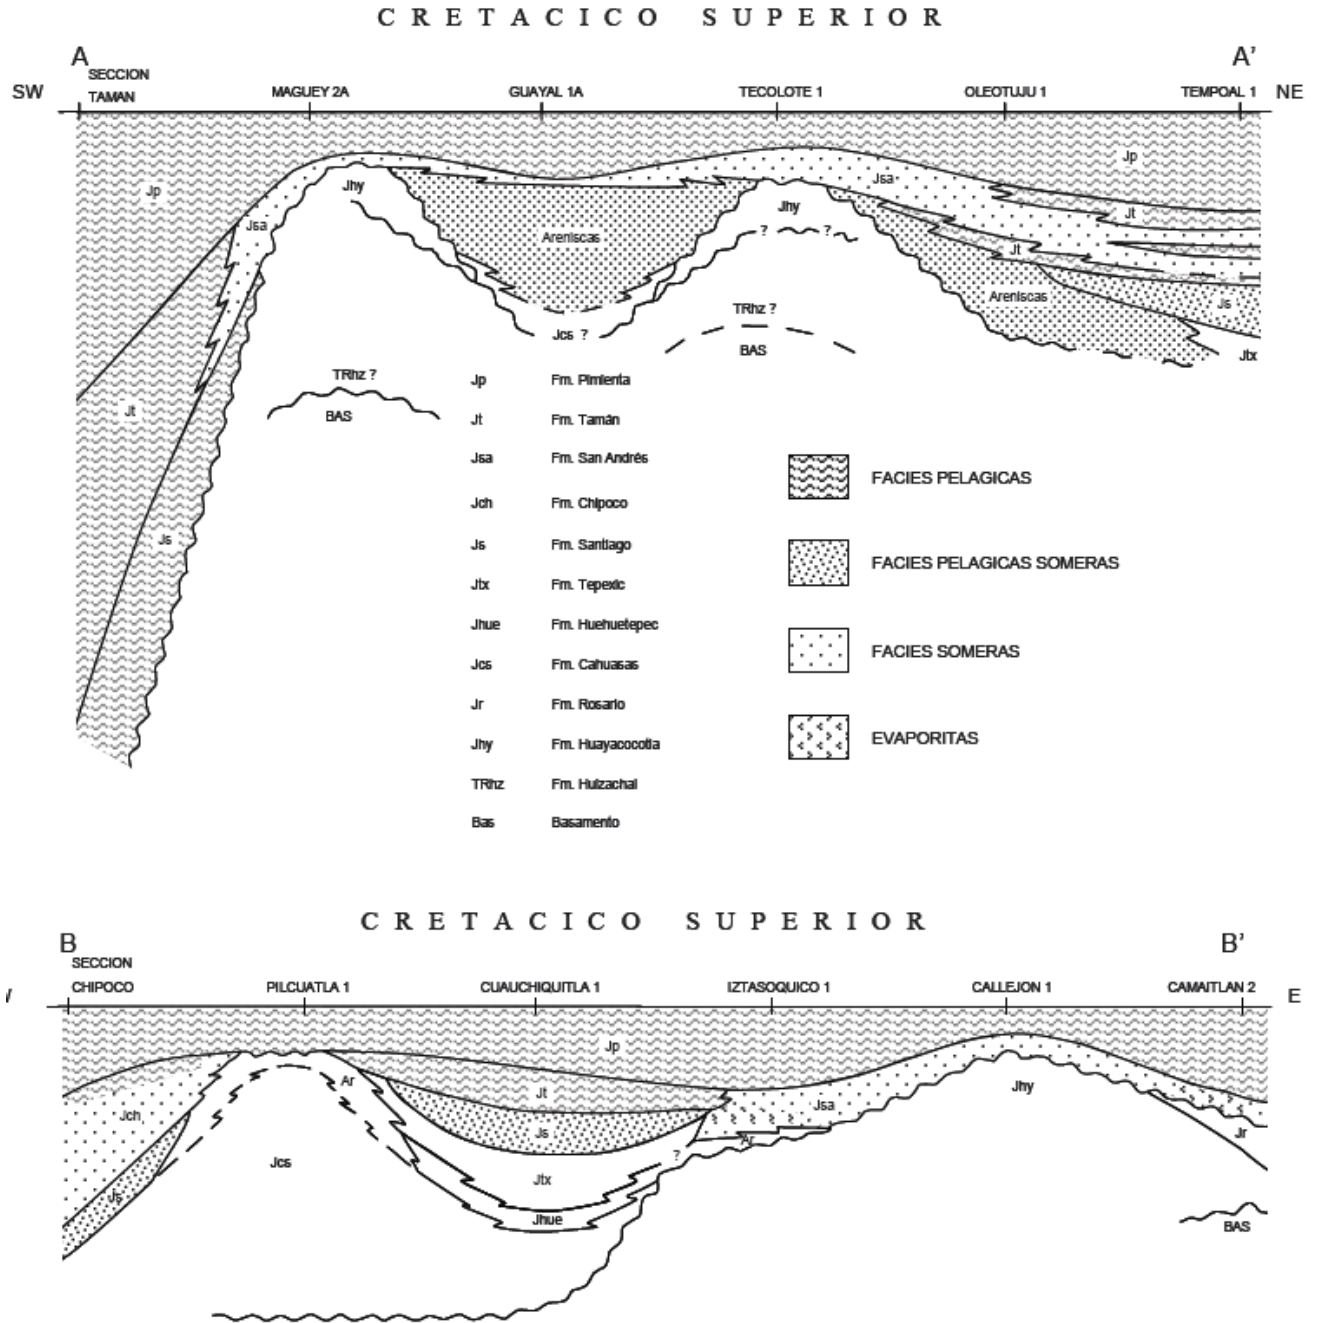 CRETACICO SUPERIOR
A A'
SECCION
SW TAMAN MAGUEY 2A GUAYAL 1A TECOLOTE 1 OLEOTUJU 1 TEMPOAL 1 NE
Jp
Jp
Jsa
Jhy
Jhy
Jt
Jsa
Areniscas
? ?
Jt
Areniscas
Js
TRhz ?
Jcs ?
BAS
Jtx
TRhz ?
BAS
Jt
Js
Jp Fm. Pimienta
Jt Fm. Tamán
Jsa Fm. San Andrés
Jch Fm. Chipoco
Js Fm. Santiago
Jtx Fm. Tepexic
Jhue Fm. Huehuetepec
Jcs Fm. Cahuasas
Jr Fm. Rosario
Jhy Fm. Huayacocotla
TRhz Fm. Huizachal
Bas Basamento
FACIES PELAGICAS
FACIES PELAGICAS SOMERAS
FACIES SOMERAS
EVAPORITAS
CRETACICO SUPERIOR
B B'
SECCION
CHIPOCO PILCUATLA 1 CUAUCHIQUITLA 1 IZTASOQUICO 1 CALLEJON 1 CAMAITLAN 2 E
Jp
Ar
Jt
Jhy
Jsa
Jch
Js
Ar
Jr
Jcs
?
Jtx
Js
Jhue
BAS